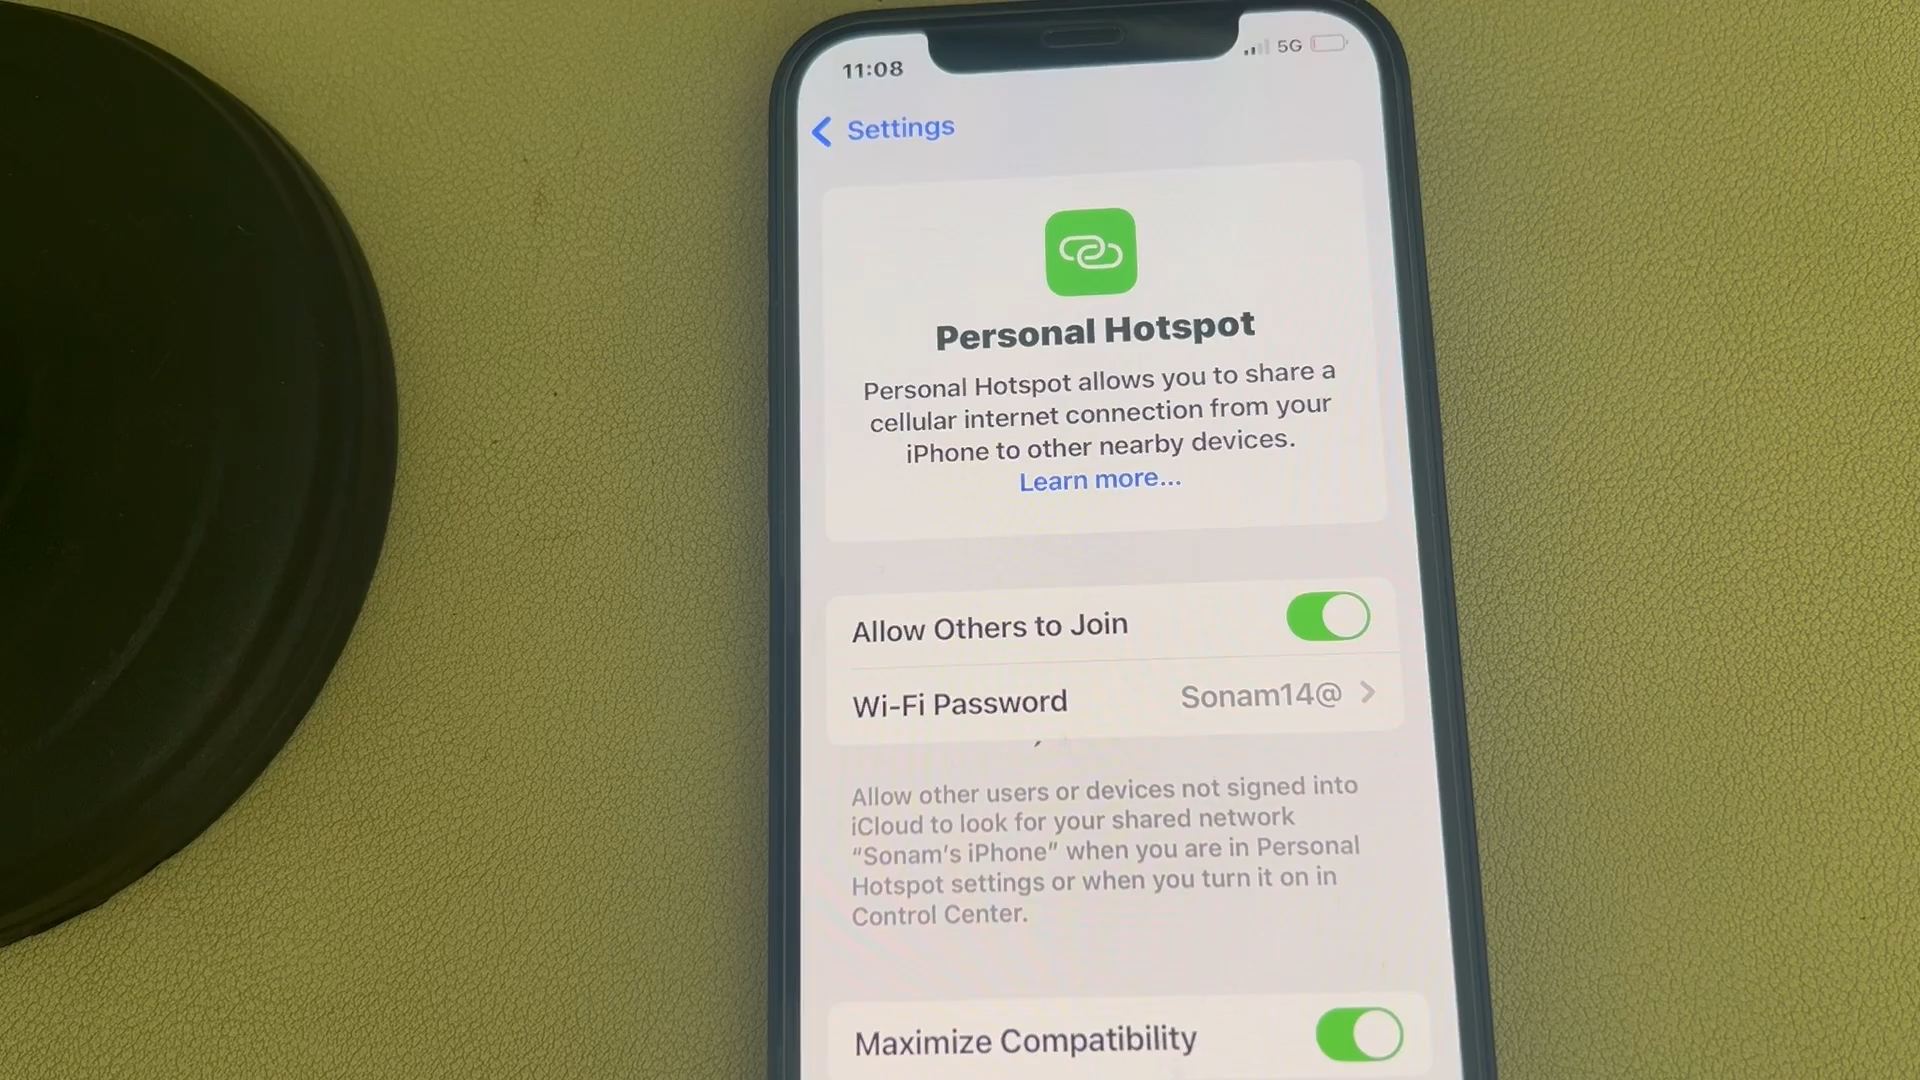 11:08
5G
Settings
Personal Hotspot
Personal Hotspot allows you to share a
cellular internet connection from your
iPhone to other nearby devices.
Learn more...
Allow Others to Join
Wi-Fi Password Sonam14@
Allow other users or devices not signed into
iCloud to look for your shared network
“Sonam’s iPhone” when you are in Personal
Hotspot settings or when you turn it on in
Control Center.
Maximize Compatibility